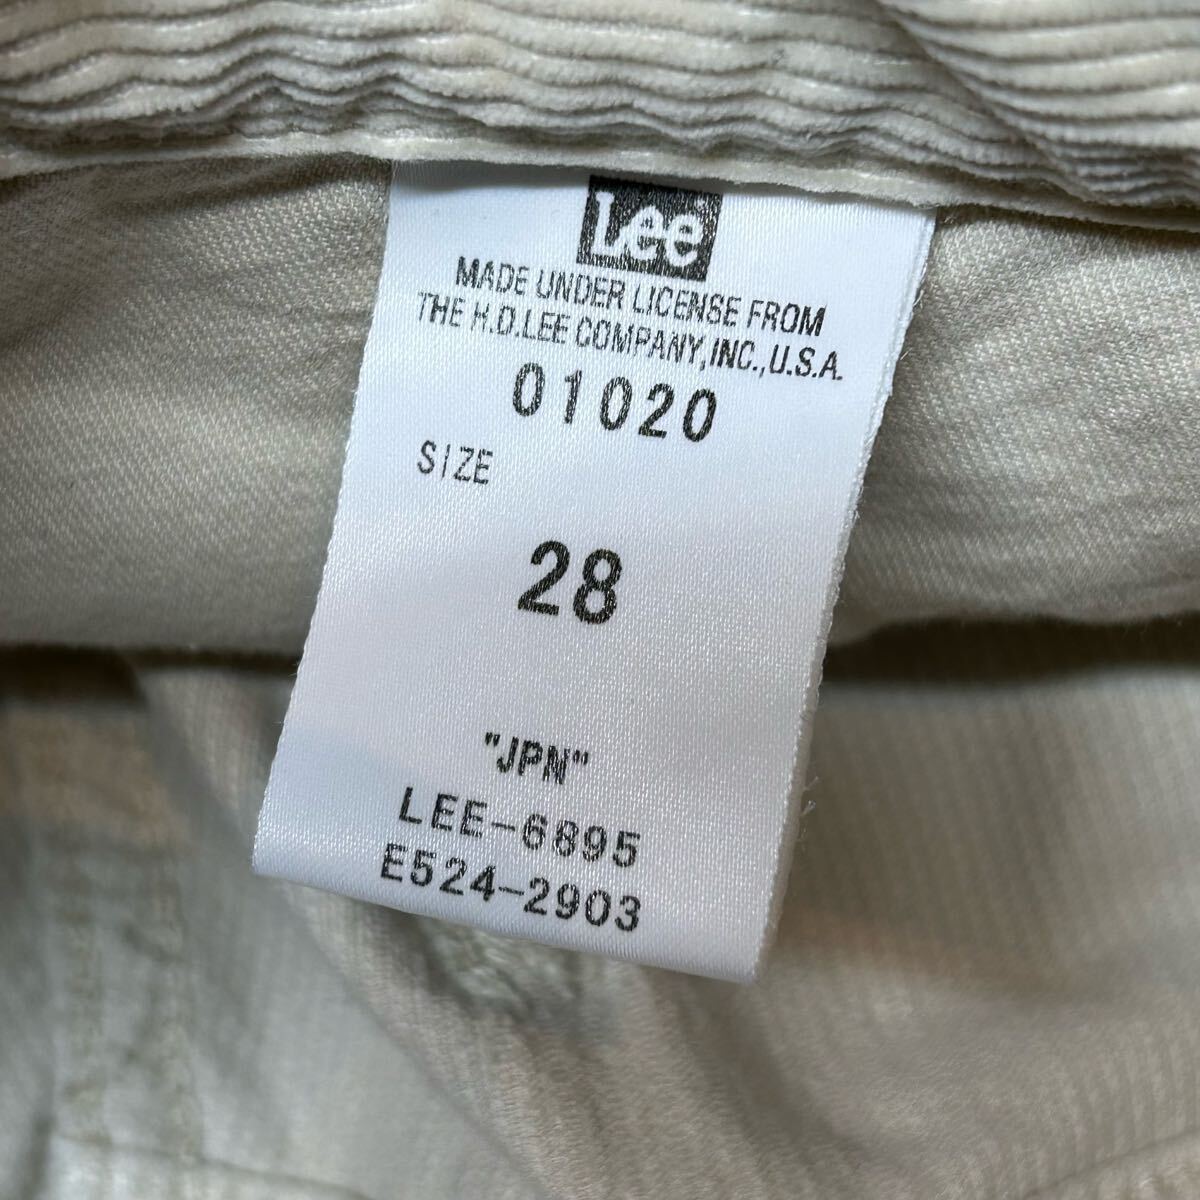 Lee
MADE UNDER LICENSE FROM
THE H.D.LEE COMPANY,INC.,U.S.A.
01020
SIZE
28
"JPN"
LEE-6895
E524-2903